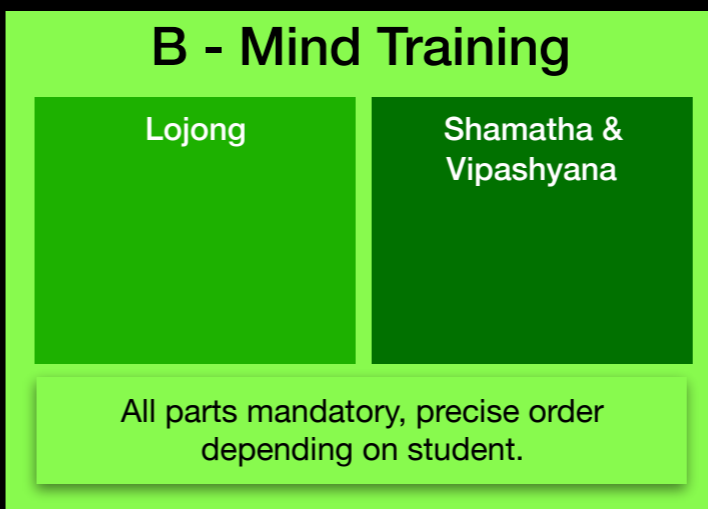 B - Mind Training
Lojong
Shamatha &
Vipashyana
All parts mandatory, precise order
depending on student.